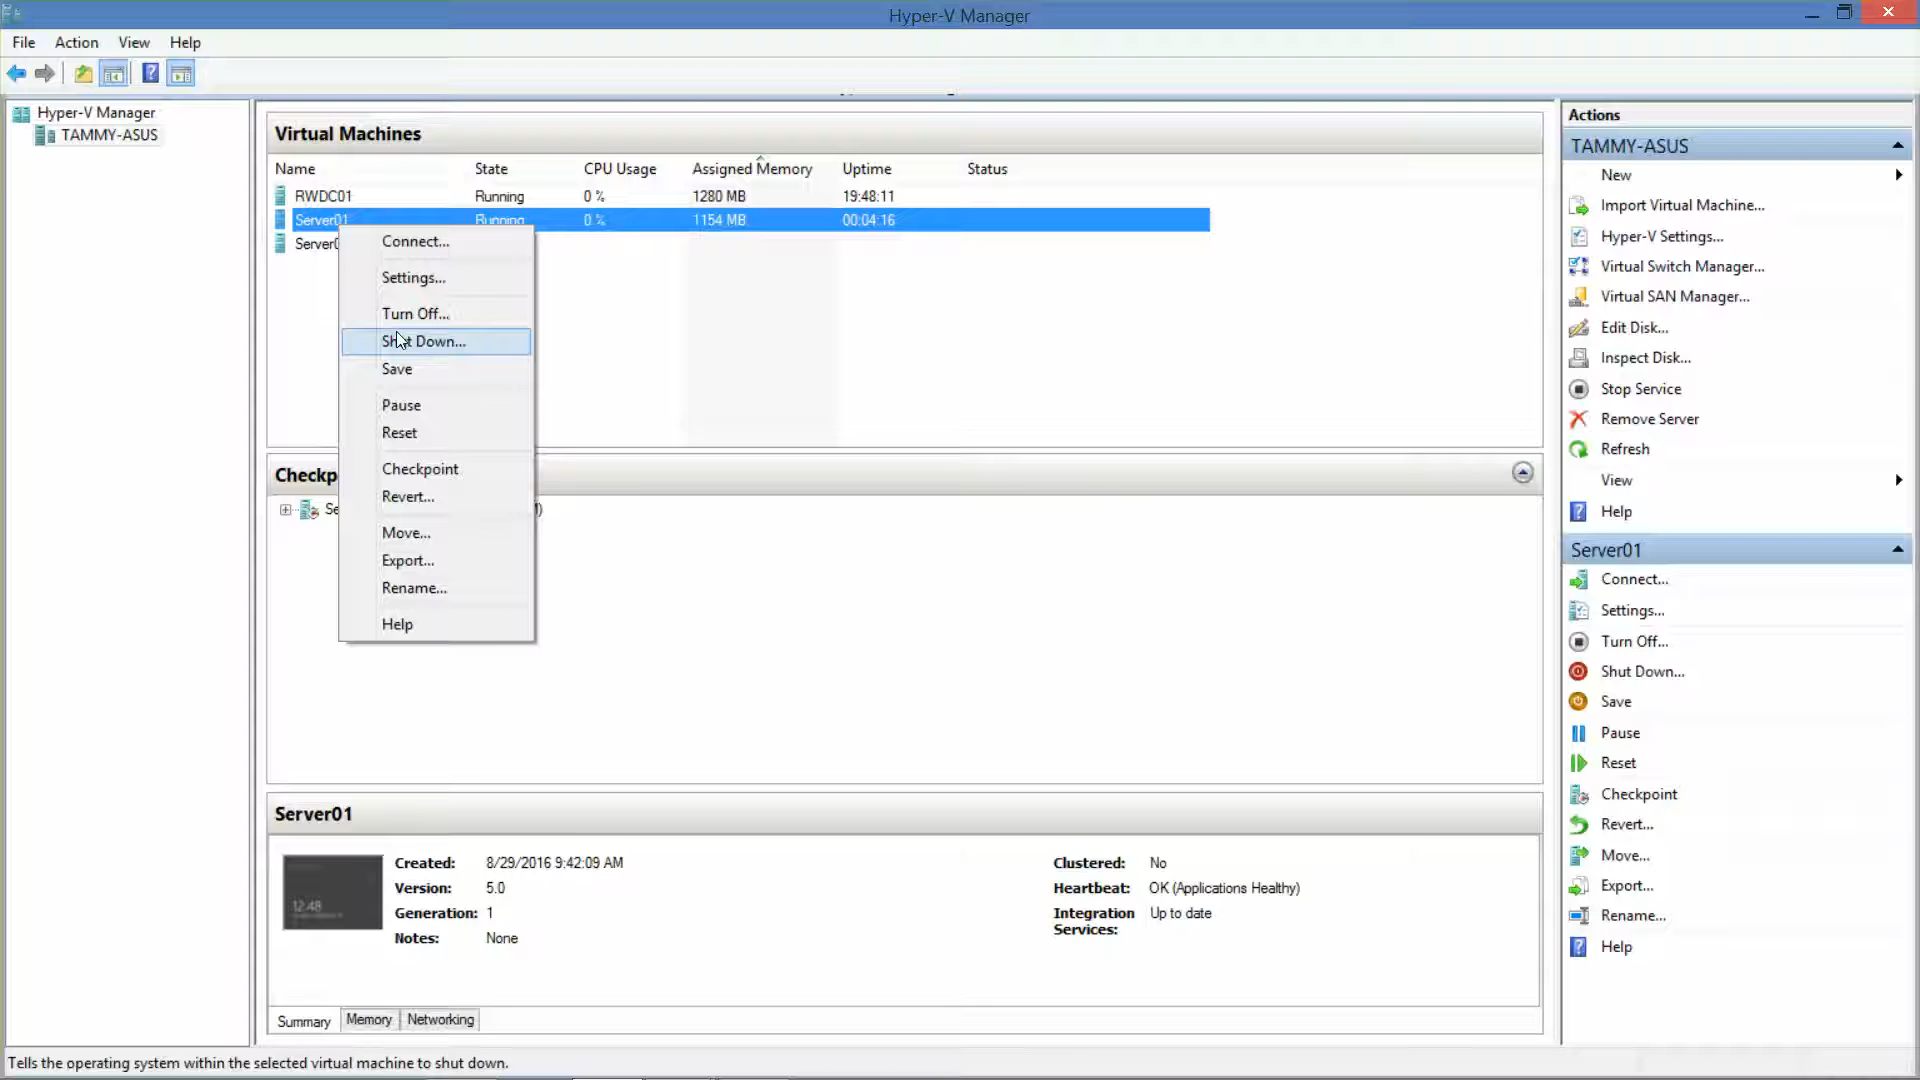 Hyper-V Manager
File Action View Help
Hyper-V Manager
TAMMY-ASUS
Virtual Machines
Name State CPU Usage Assigned Memory Uptime Status
RWDC01 Running 0 % 1280 MB 19:48:11
Server01 Running 0 % 1154 MB 00:04:16
Connect...
Settings...
Turn Off...
Shut Down...
Save
Pause
Reset
Checkpoint
Revert...
Move...
Export...
Rename...
Help
Server01
Created: 8/29/2016 9:42:09 AM
Version: 5.0
Generation: 1
Notes: None
Clustered: No
Heartbeat: OK (Applications Healthy)
Integration Services: Up to date
12:48
Summary Memory Networking
Actions
TAMMY-ASUS
New
Import Virtual Machine...
Hyper-V Settings...
Virtual Switch Manager...
Virtual SAN Manager...
Edit Disk...
Inspect Disk...
Stop Service
Remove Server
Refresh
View
Help
Server01
Connect...
Settings...
Turn Off...
Shut Down...
Save
Pause
Reset
Checkpoint
Revert...
Move...
Export...
Rename...
Help
Tells the operating system within the selected virtual machine to shut down.